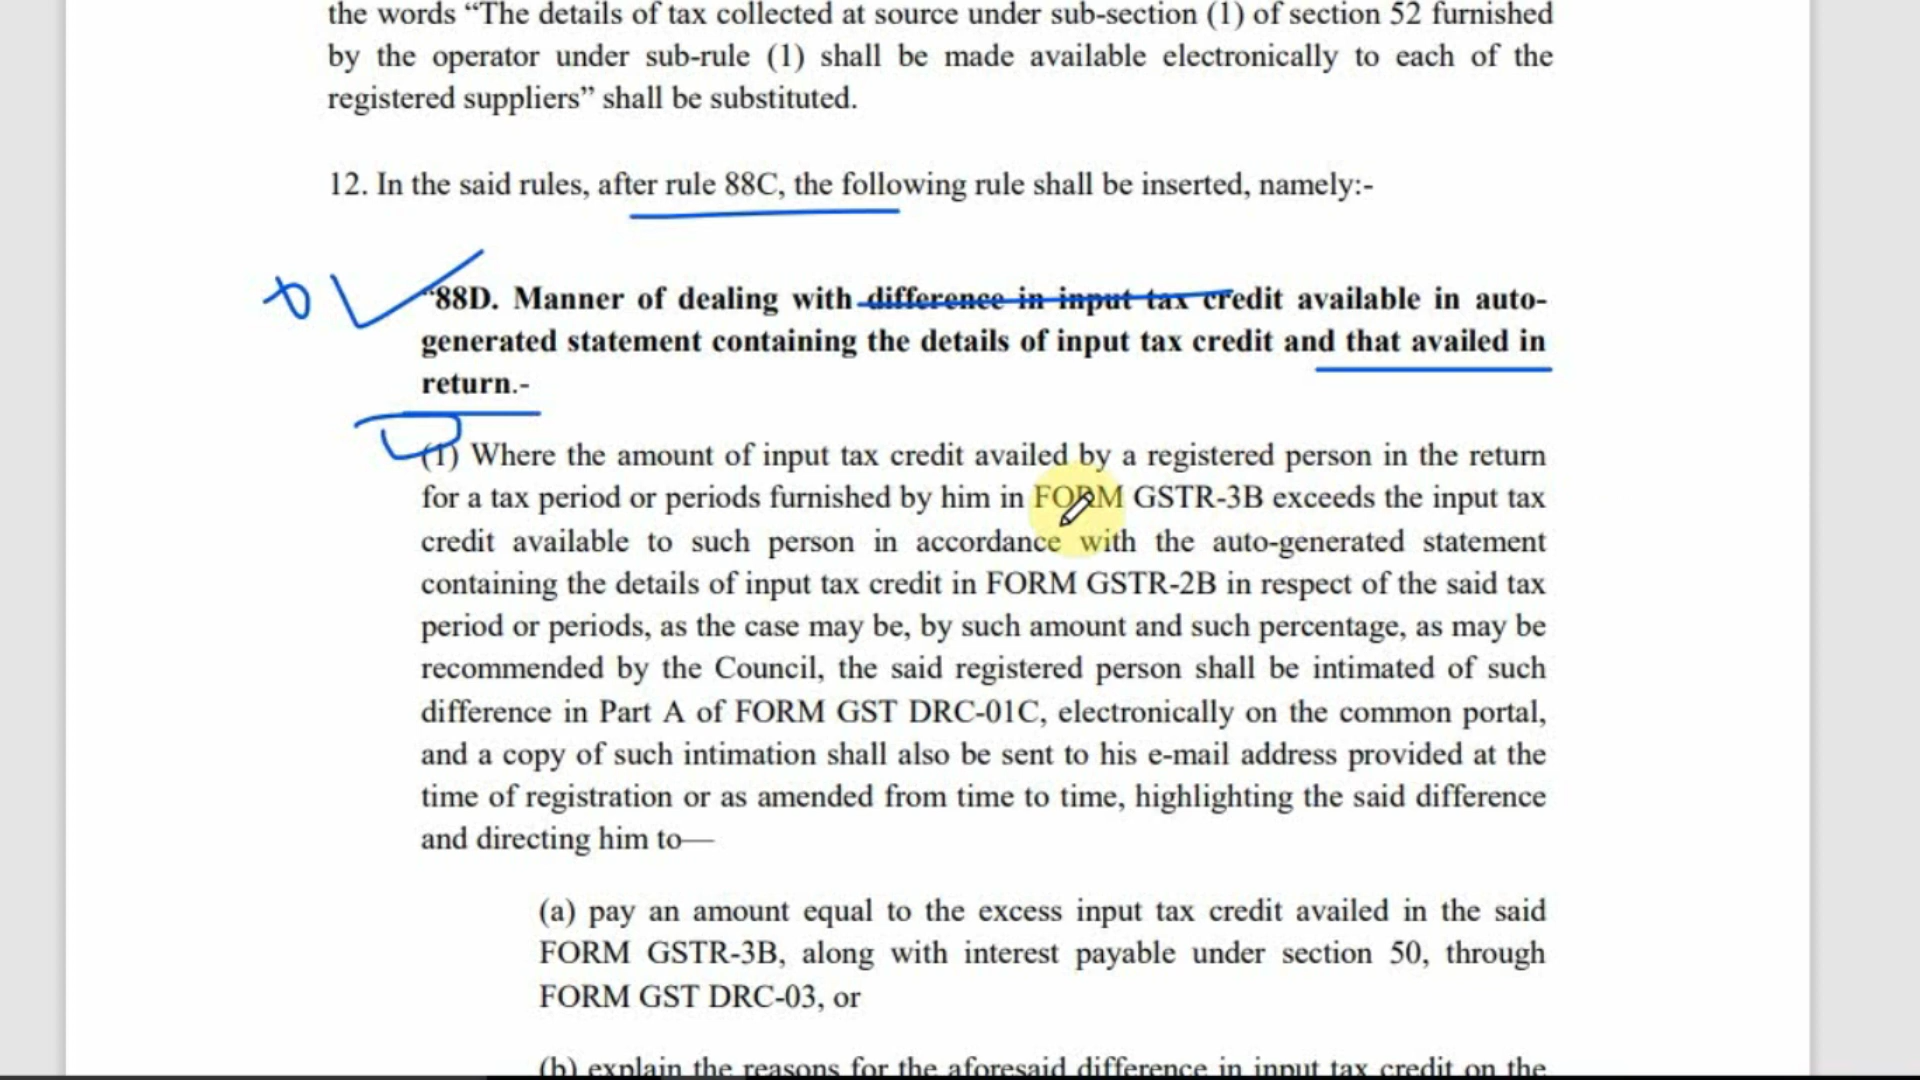 the words “The details of tax collected at source under sub-section (1) of section 52 furnished
by the operator under sub-rule (1) shall be made available electronically to each of the
registered suppliers” shall be substituted.
12. In the said rules, after rule 88C, the following rule shall be inserted, namely:-
“88D. Manner of dealing with difference in input tax credit available in auto-
generated statement containing the details of input tax credit and that availed in
return.-
(1) Where the amount of input tax credit availed by a registered person in the return
for a tax period or periods furnished by him in FORM GSTR-3B exceeds the input tax
credit available to such person in accordance with the auto-generated statement
containing the details of input tax credit in FORM GSTR-2B in respect of the said tax
period or periods, as the case may be, by such amount and such percentage, as may be
recommended by the Council, the said registered person shall be intimated of such
difference in Part A of FORM GST DRC-01C, electronically on the common portal,
and a copy of such intimation shall also be sent to his e-mail address provided at the
time of registration or as amended from time to time, highlighting the said difference
and directing him to—
(a) pay an amount equal to the excess input tax credit availed in the said
FORM GSTR-3B, along with interest payable under section 50, through
FORM GST DRC-03, or
(b) explain the reasons for the aforesaid difference in input tax credit on the